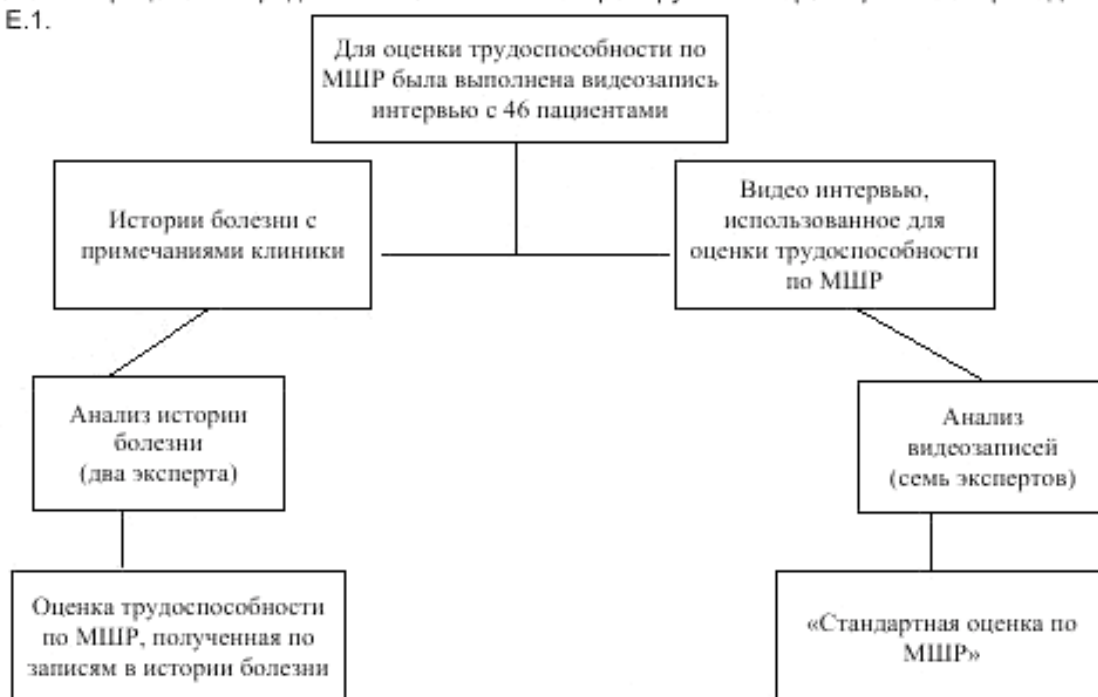 Е.1.
Для оценки трудоспособности по
МШР была выполнена видеозапись
интервью с 46 пациентами
Истории болезни с
примечаниями клиники
Видео интервью,
использованное для
оценки трудоспособности
по МШР
Анализ истории
болезни
(два эксперта)
Анализ
видеозаписей
(семь экспертов)
Оценка трудоспособности
по МШР, полученная по
записям в истории болезни
«Стандартная оценка по
МШР»